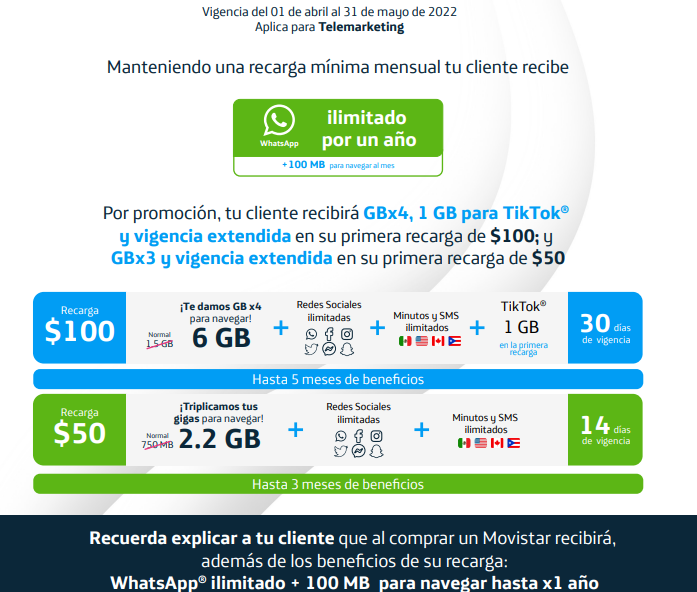 Vigencia del 01 de abril al 31 de mayo de 2022
Aplica para Telemarketing
Manteniendo una recarga mínima mensual tu cliente recibe
WhatsApp
ilimitado
por un año
+100 MB para navegar al mes
Por promoción, tu cliente recibirá GBx4, 1 GB para TikTok®
y vigencia extendida en su primera recarga de $100; y
GBx3 y vigencia extendida en su primera recarga de $50
Recarga
$100
¡Te damos GB x4
para navegar!
Normal
1.5 GB
6 GB
+
Redes Sociales
ilimitadas
+
Minutos y SMS
ilimitados
+
TikTok®
1 GB
en la primera
recarga
30 días
de vigencia
Hasta 5 meses de beneficios
Recarga
$50
¡Triplicamos tus
gigas para navegar!
Normal
750 MB
2.2 GB
+
Redes Sociales
ilimitadas
+
Minutos y SMS
ilimitados
14 días
de vigencia
Hasta 3 meses de beneficios
Recuerda explicar a tu cliente que al comprar un Movistar recibirá,
además de los beneficios de su recarga:
WhatsApp® ilimitado + 100 MB para navegar hasta x1 año